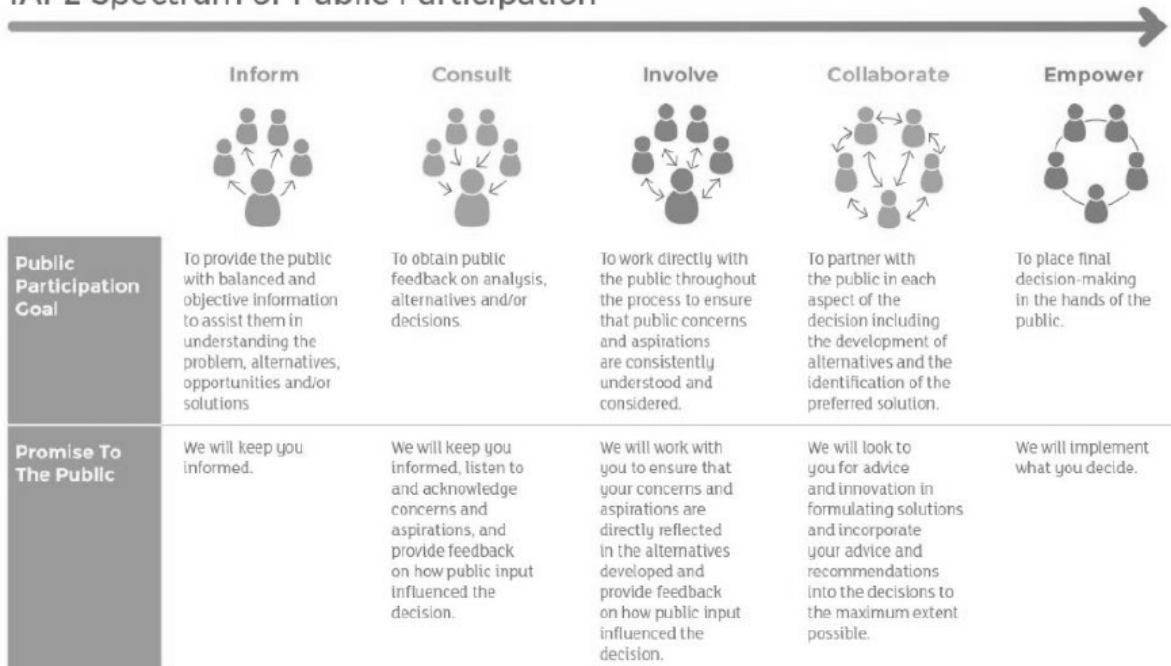 IAP2 Spectrum of Public Participation
Inform
Consult
Involve
Collaborate
Empower
Public
Participation
Goal
To provide the public
with balanced and
objective information
to assist them in
understanding the
problem, alternatives,
opportunities and/or
solutions
To obtain public
feedback on analysis,
alternatives and/or
decisions.
To work directly with
the public throughout
the process to ensure
that public concerns
and aspirations
are consistently
understood and
considered.
To partner with
the public in each
aspect of the
decision including
the development of
alternatives and the
identification of the
preferred solution.
To place final
decision-making
in the hands of the
public.
Promise To
The Public
We will keep you
informed.
We will keep you
informed, listen to
and acknowledge
concerns and
aspirations, and
provide feedback
on how public input
influenced the
decision.
We will work with
you to ensure that
your concerns and
aspirations are
directly reflected
in the alternatives
developed and
provide feedback
on how public input
influenced the
decision.
We will look to
you for advice
and innovation in
formulating solutions
and incorporate
your advice and
recommendations
into the decisions to
the maximum extent
possible.
We will implement
what you decide.